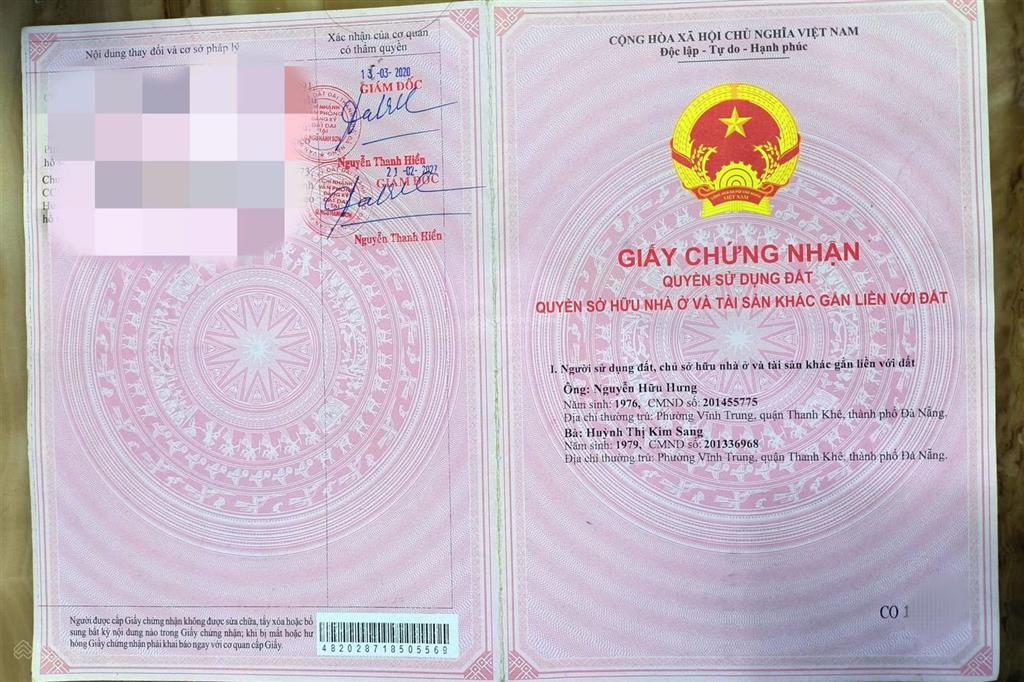 Nội dung thay đổi và cơ sở pháp lý
Xác nhận của cơ quan
có thẩm quyền
13-03-2020
GIÁM ĐỐC
Nguyễn Thanh Hiền
21-02-2022
GIÁM ĐỐC
Nguyễn Thanh Hiền
Người được cấp Giấy chứng nhận không được sửa chữa, tẩy xóa hoặc bổ
sung bất kỳ nội dung nào trong Giấy chứng nhận; khi bị mất hoặc hư
hỏng Giấy chứng nhận phải khai báo ngay với cơ quan cấp Giấy.
482028718505569
CỘNG HÒA XÃ HỘI CHỦ NGHĨA VIỆT NAM
Độc lập - Tự do - Hạnh phúc
VIỆT NAM
GIẤY CHỨNG NHẬN
QUYỀN SỬ DỤNG ĐẤT
QUYỀN SỞ HỮU NHÀ Ở VÀ TÀI SẢN KHÁC GẮN LIỀN VỚI ĐẤT
1. Người sử dụng đất, chủ sở hữu nhà ở và tài sản khác gắn liền với đất
Ông: Nguyễn Hữu Hưng
Năm sinh: 1976, CMND số: 201455775
Địa chỉ thường trú: Phường Vĩnh Trung, quận Thanh Khê, thành phố Đà Nẵng.
Bà: Huỳnh Thị Kim Sang
Năm sinh: 1979, CMND số: 201336968
Địa chỉ thường trú: Phường Vĩnh Trung, quận Thanh Khê, thành phố Đà Nẵng.
CO 1